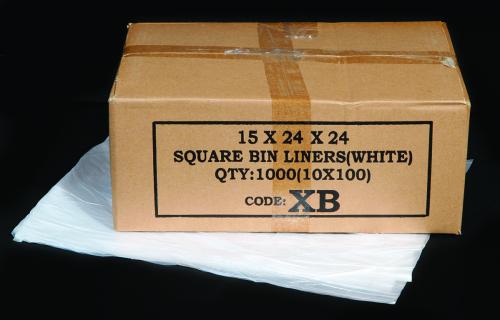 15 X 24 X 24
SQUARE BIN LINERS(WHITE)
QTY:1000(10X100)
CODE: XB